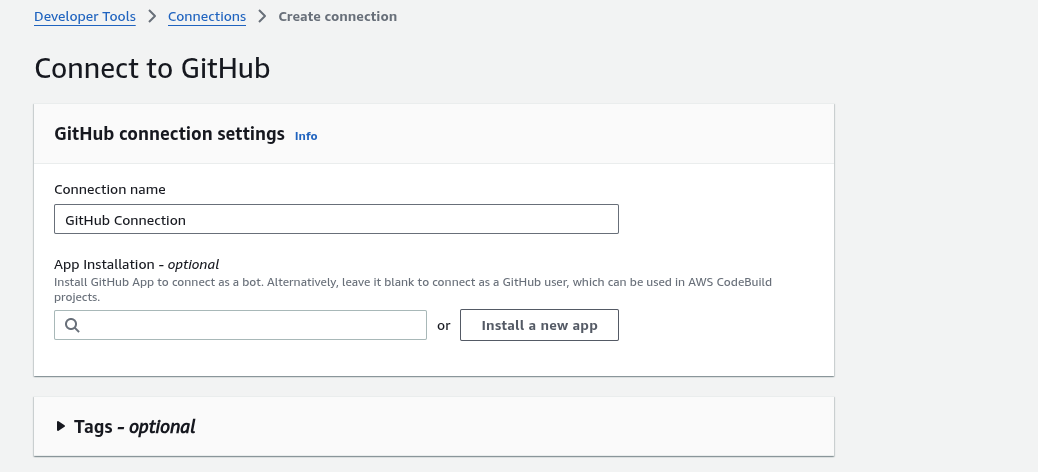 Developer Tools > Connections > Create connection
Connect to GitHub
GitHub connection settings Info
Connection name
GitHub Connection
App Installation - optional
Install GitHub App to connect as a bot. Alternatively, leave it blank to connect as a GitHub user, which can be used in AWS CodeBuild
projects.
or Install a new app
Tags - optional